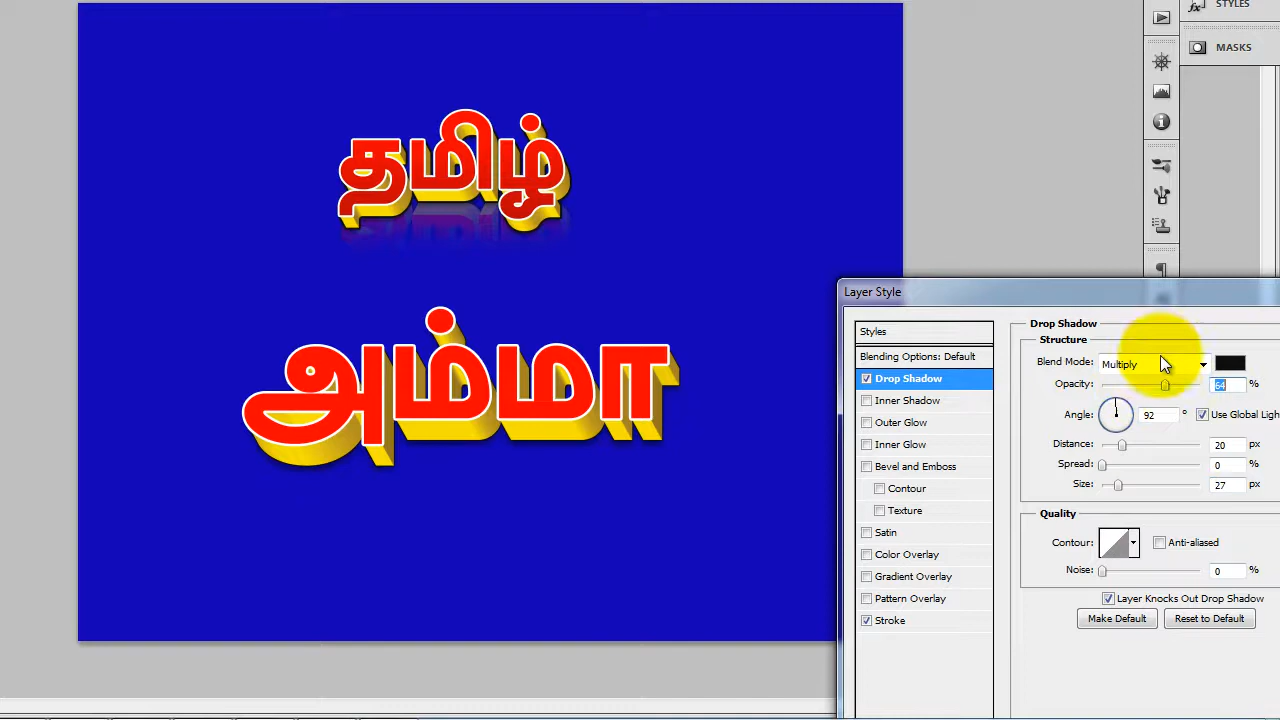 STYLES
MASKS
தமிழ்
அம்மா
Layer Style
Styles
Blending Options: Default
Drop Shadow
Inner Shadow
Outer Glow
Inner Glow
Bevel and Emboss
Contour
Texture
Satin
Color Overlay
Gradient Overlay
Pattern Overlay
Stroke
Drop Shadow
Structure
Blend Mode: Multiply
Opacity: 64 %
Angle: 92 ° Use Global Ligh
Distance: 20 px
Spread: 0 %
Size: 27 px
Quality
Contour: Anti-aliased
Noise: 0 %
Layer Knocks Out Drop Shadow
Make Default Reset to Default